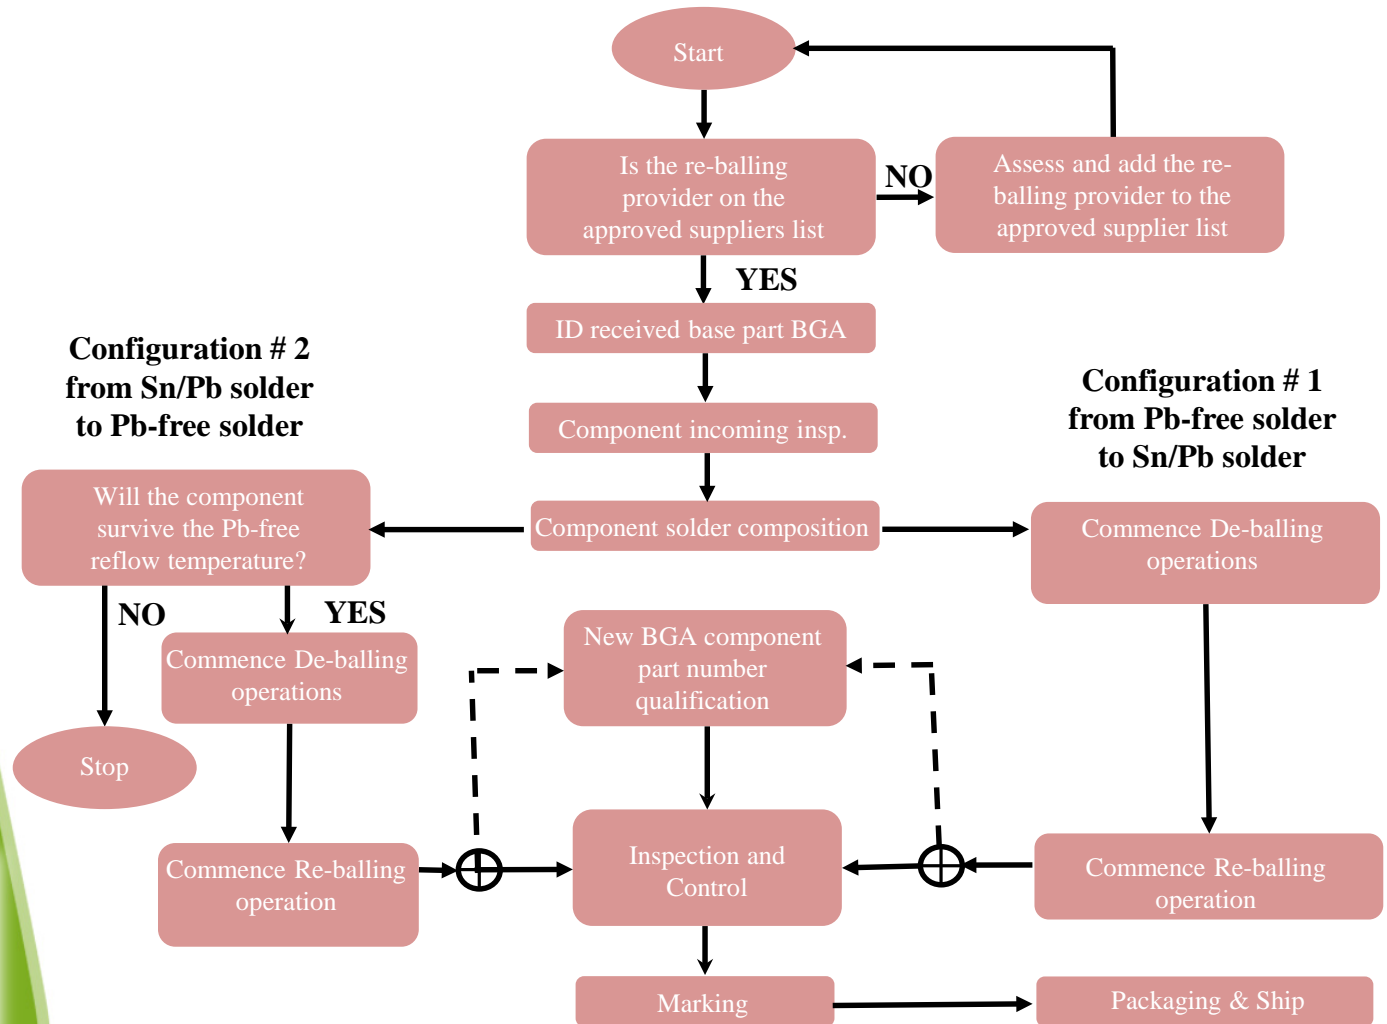 Start
Is the re-balling
provider on the
approved suppliers list
NO
Assess and add the re-
balling provider to the
approved supplier list
YES
ID received base part BGA
Configuration # 2
from Sn/Pb solder
to Pb-free solder
Configuration # 1
from Pb-free solder
to Sn/Pb solder
Component incoming insp.
Will the component
survive the Pb-free
reflow temperature?
Component solder composition
Commence De-balling
operations
NO
YES
Commence De-balling
operations
New BGA component
part number
qualification
Stop
Commence Re-balling
operation
Inspection and
Control
Commence Re-balling
operation
Marking
Packaging & Ship